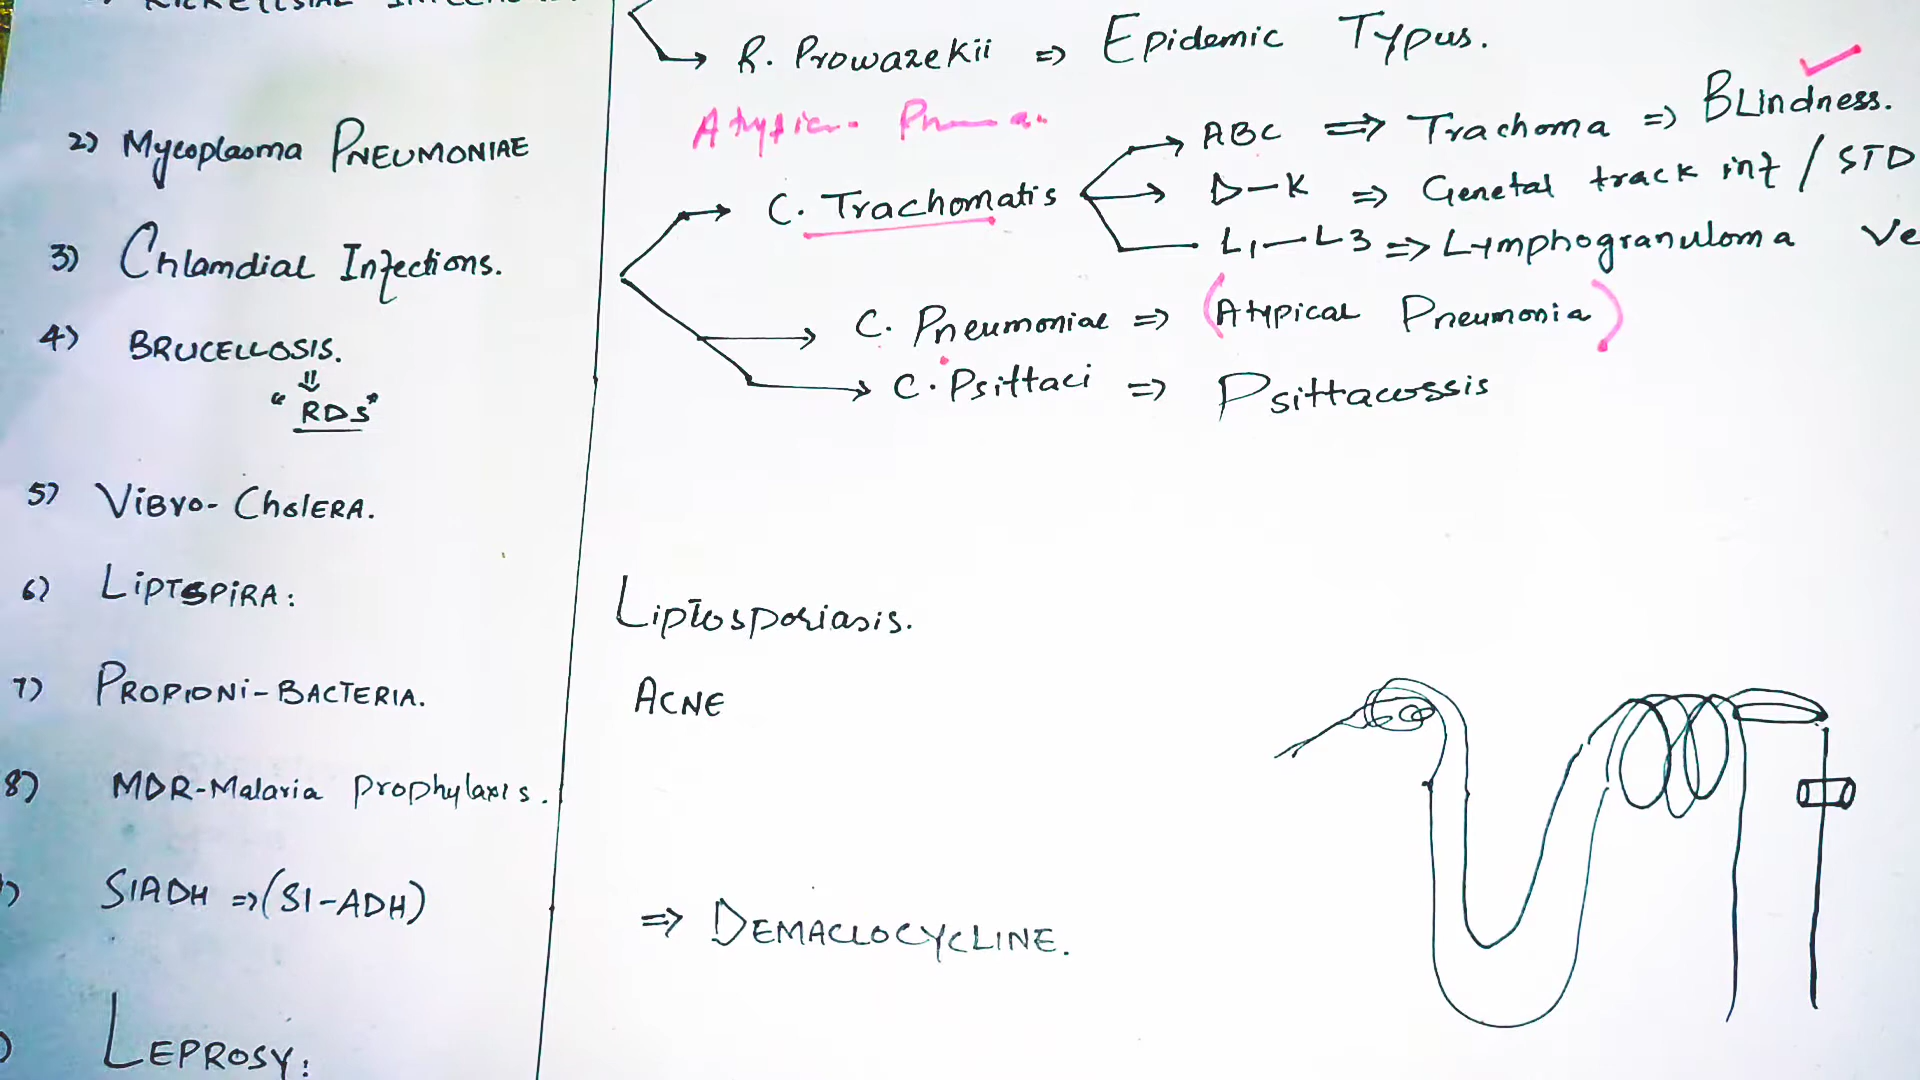 R. Prowazekii => Epidemic Typus.
2) Mycoplasma PNEUMONIAE
ABC => Trachoma => BLindness.
C. Trachomatis
D-K => Genetal track inf / STD
L1-L3 => Lymphogranuloma Ve
3) Chlamdial Infections.
C. Pneumoniae => (Atypical Pneumonia)
C. Psittaci => Psittacossis
4) BRUCELLOSIS.
"RDS"
5) ViBro-CholERA.
6) LiPTSPiRA:
Liptosporiasis.
7) PROPIONi-BACTERIA.
ACNE
8) MDR-Malaria Prophylaxis.
SIADH =>(SI-ADH)
=> DEMACLOCYCLINE.
LEPROSY: